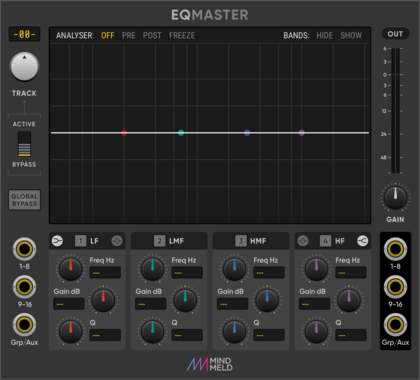 EQMASTER
-00-
ANALYSER: OFF PRE POST FREEZE BANDS: HIDE SHOW
OUT
TRACK
ACTIVE
BYPASS
GLOBAL
BYPASS
6
3
0
6
12
24
48
GAIN
1 LF
2 LMF
3 HMF
4 HF
Freq Hz
Freq Hz
Freq Hz
Freq Hz
Gain dB
Gain dB
Gain dB
Gain dB
Q
Q
Q
Q
1-8
9-16
Grp/Aux
1-8
9-16
Grp/Aux
MIND
MELD